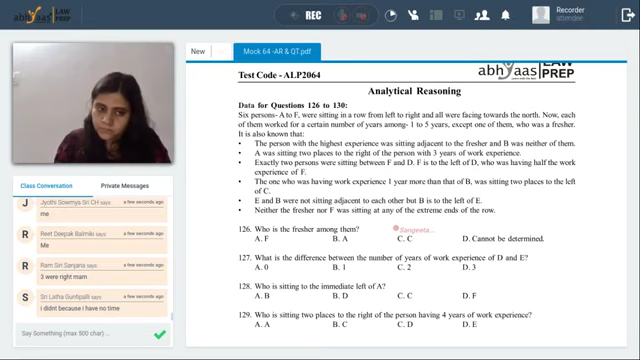 abhyaas LAW PREP
REC
Recorder
attendee
New
Mock 64 -AR & QT.pdf
Test Code - ALP2064
abhyaas LAW PREP
Analytical Reasoning
Data for Questions 126 to 130:
Six persons- A to F, were sitting in a row from left to right and all were facing towards the north. Now, each
of them worked for a certain number of years among– 1 to 5 years, except one of them, who was a fresher.
It is also known that:
• The person with the highest experience was sitting adjacent to the fresher and B was neither of them.
• A was sitting two places to the right of the person with 3 years of work experience.
• Exactly two persons were sitting between F and D. F is to the left of D, who was having half the work
experience of F.
• The one who was having work experience 1 year more than that of B, was sitting two places to the left
of C.
• E and B were not sitting adjacent to each other but B is to the left of E.
• Neither the fresher nor F was sitting at any of the extreme ends of the row.
126. Who is the fresher among them?
Sangeeta...
A. F B. A C. C D. Cannot be determined.
127. What is the difference between the number of years of work experience of D and E?
A. 0 B. 1 C. 2 D. 3
128. Who is sitting to the immediate left of A?
A. B B. D C. C D. F
129. Who is sitting two places to the right of the person having 4 years of work experience?
A. A B. C C. D D. E
Class Conversation
Private Messages
J
Jyothi Sowmya Sri CH says
a few seconds ago
me
R
Reet Deepak Balmiki says
a few seconds ago
Me
R
Ram Siri Sanjana says
a few seconds ago
3 were right mam
S
Sri Latha Guntipalli says
a few seconds ago
i didnt because i have no time
Say Something (max 500 char) ...